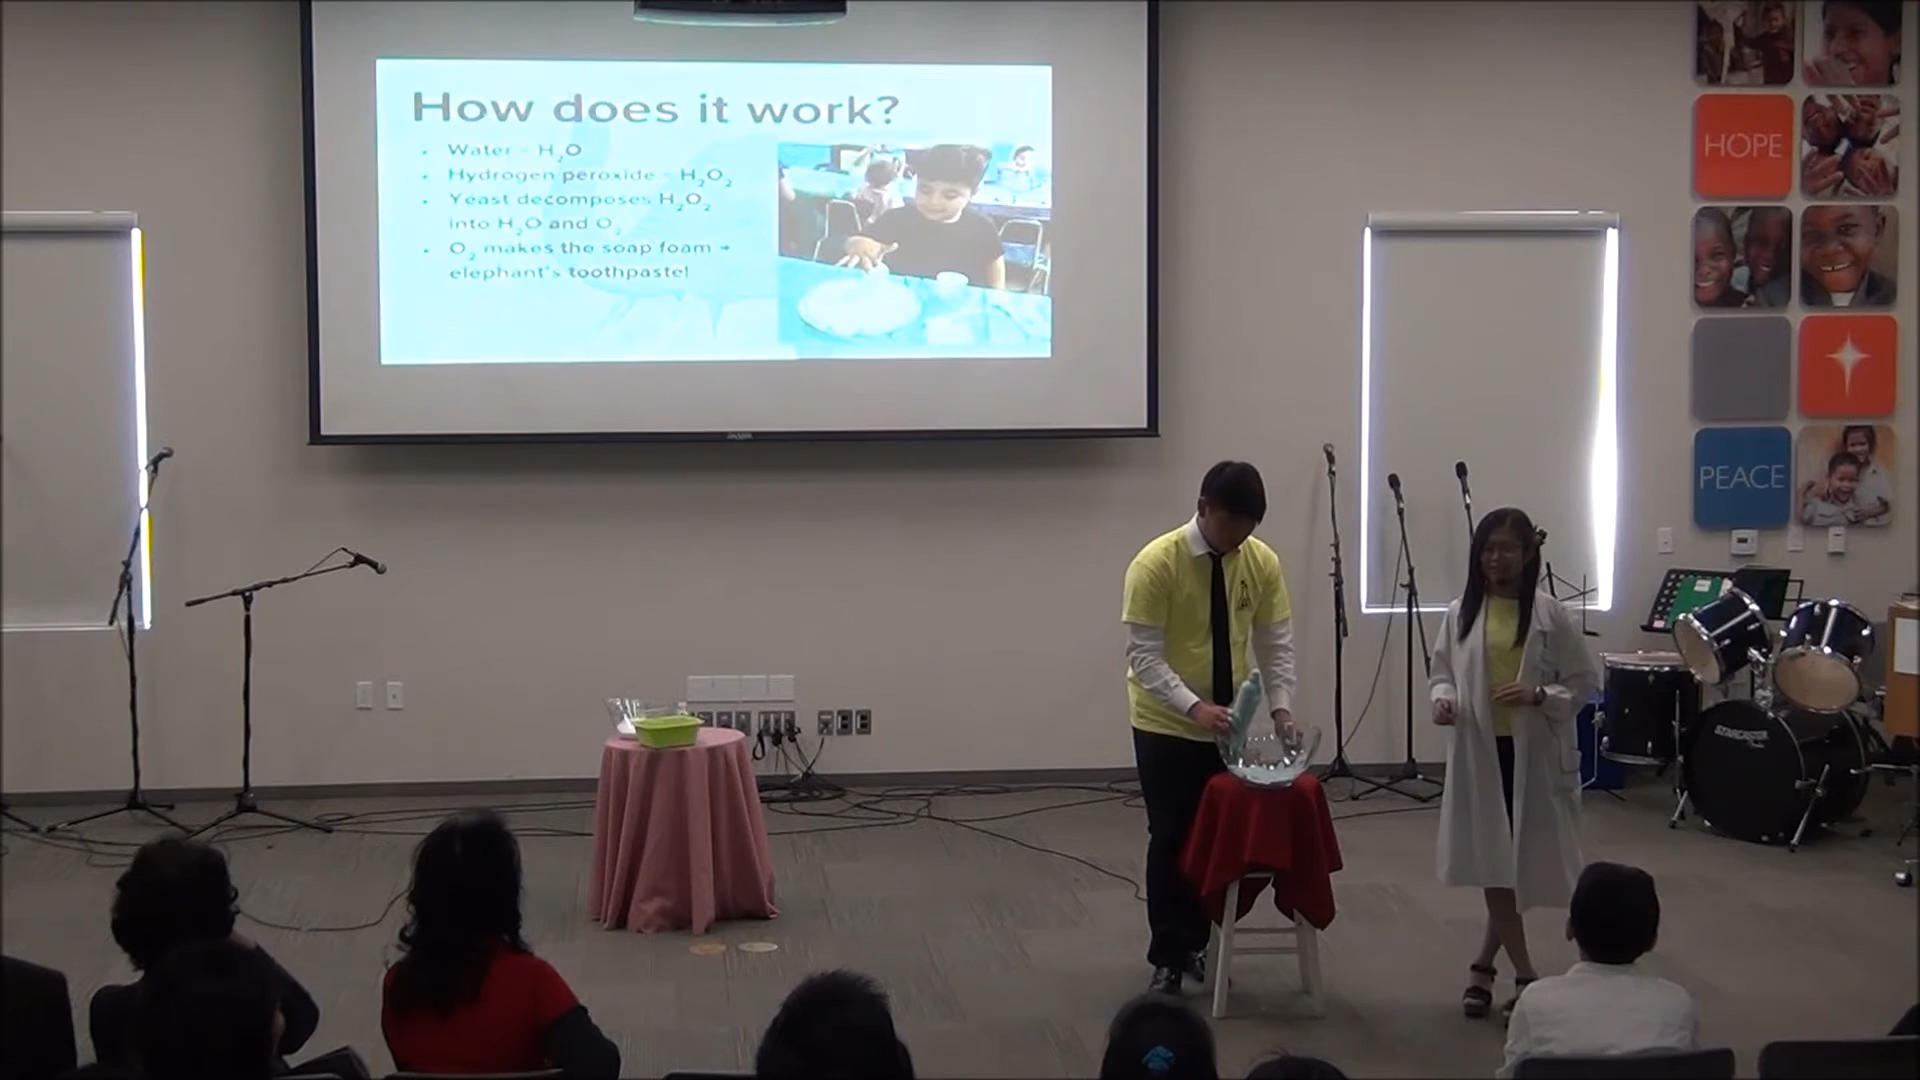 How does it work?
Water - H₂O
Hydrogen peroxide - H₂O₂
Yeast decomposes H₂O₂
into H₂O and O₂
O₂ makes the soap foam →
elephant's toothpaste!
HOPE
PEACE
STARCASTER